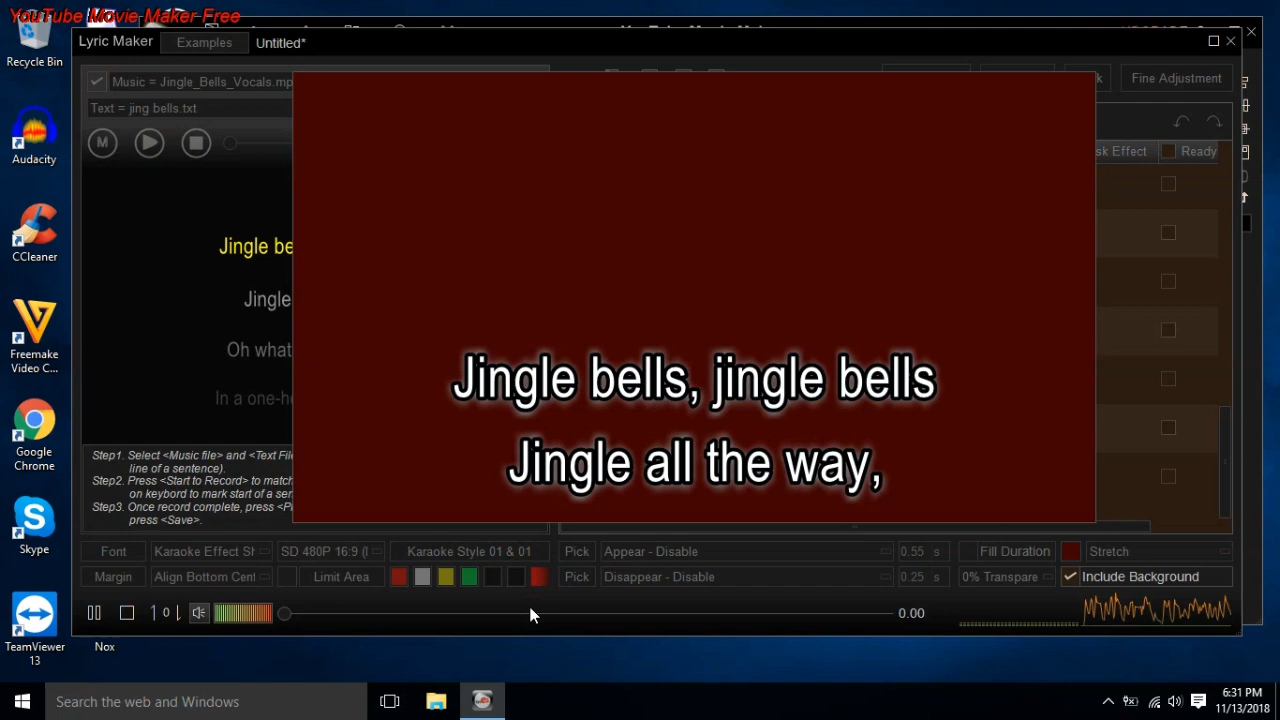 YouTube Movie Maker Free
Lyric Maker
Examples
Untitled*
Recycle Bin
Music = Jingle_Bells_Vocals.mp
Fine Adjustment
Text = jing bells.txt
M
sk Effect
Ready
Audacity
CCleaner
Freemake
Video C...
Google
Chrome
Skype
TeamViewer
13
Nox
Jingle be
Jingle
Oh what
In a one-h
Jingle bells, jingle bells
Jingle all the way,
Step1. Select <Music file> and <Text Fil
line of a sentence).
Step2. Press <Start to Record> to match
on keybord to mark start of a sen
Step3. Once record complete, press <P
press <Save>.
Font
Karaoke Effect Sh
SD 480P 16:9 (
Karaoke Style 01 & 01
Pick
Appear - Disable
0.55 s
Fill Duration
Stretch
Margin
Align Bottom Cent
Limit Area
Pick
Disappear - Disable
0.25 s
0% Transpare
Include Background
0
0.00
Search the web and Windows
6:31 PM
11/13/2018